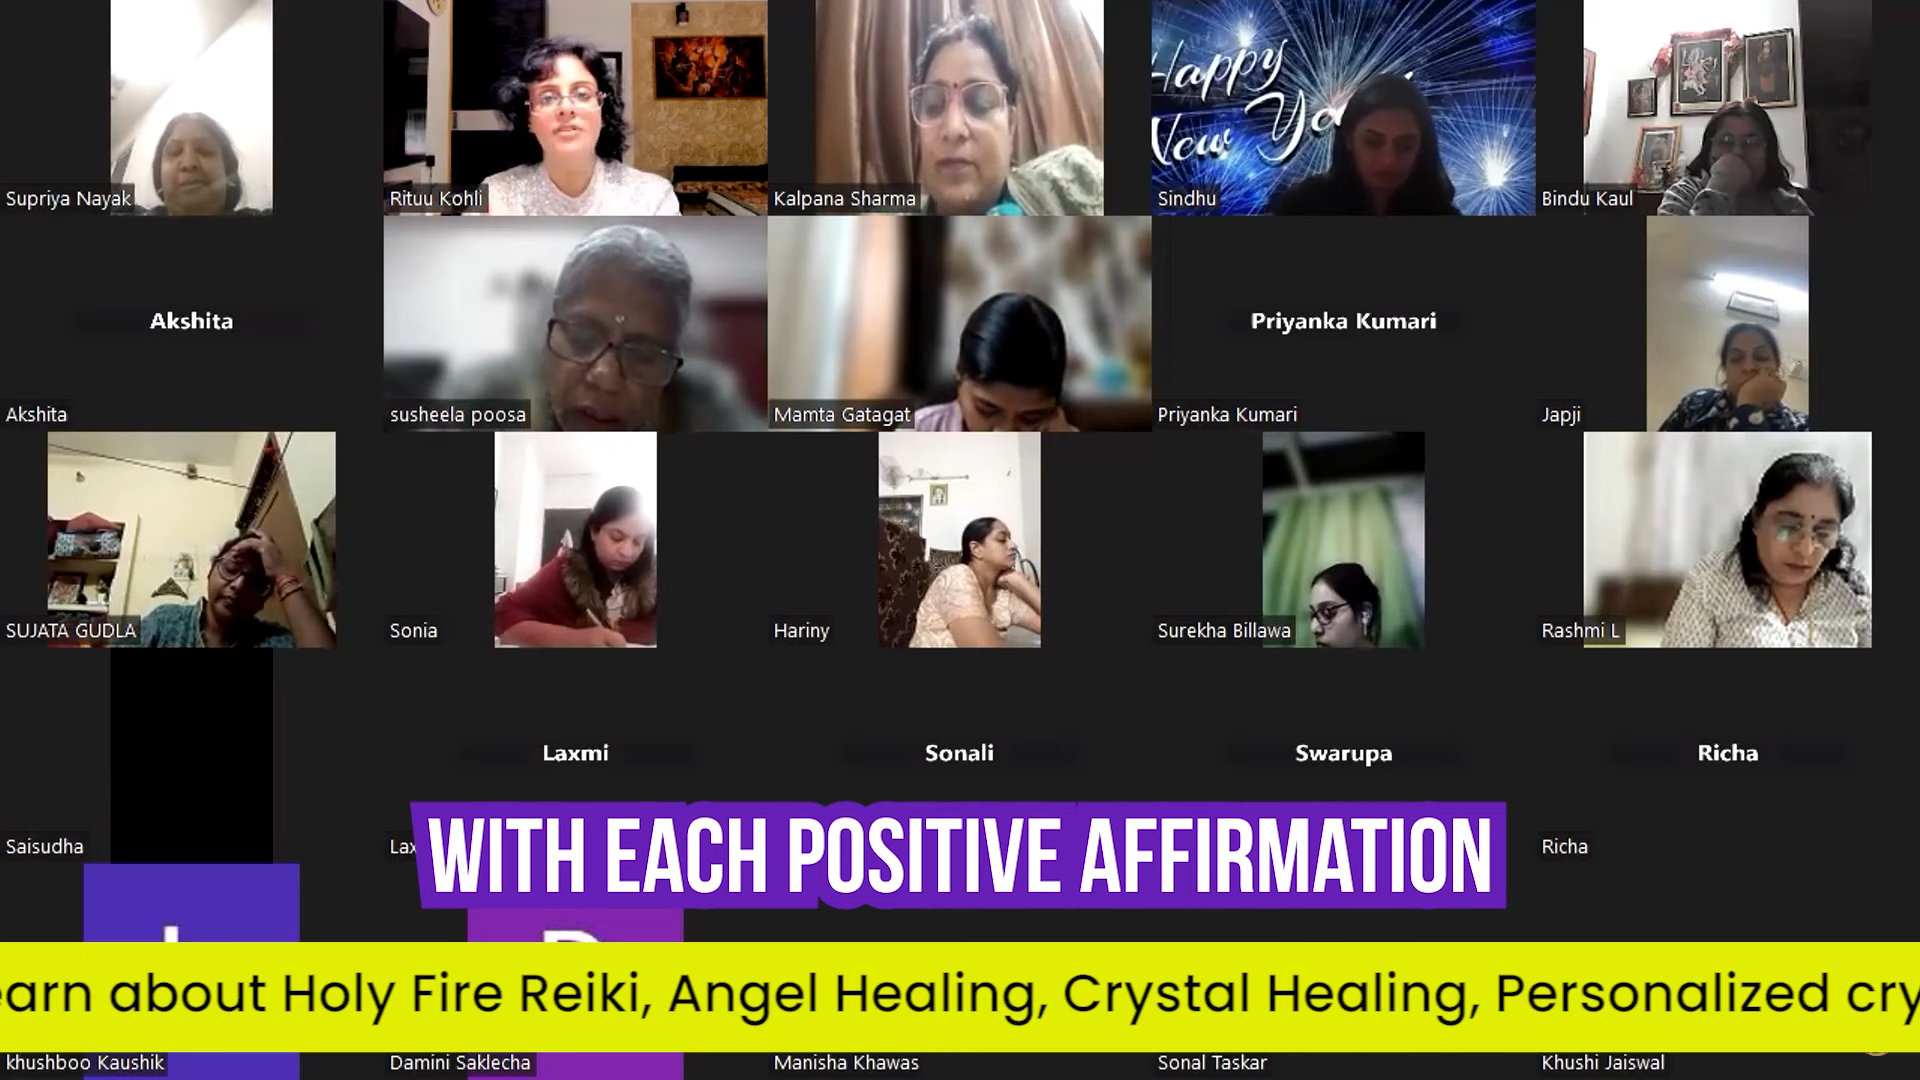 Happy
New Yea
Supriya Nayak
Rituu Kohli
Kalpana Sharma
Sindhu
Bindu Kaul
Akshita
Priyanka Kumari
Akshita
susheela poosa
Mamta Gatagat
Priyanka Kumari
Japji
SUJATA GUDLA
Sonia
Hariny
Surekha Billawa
Rashmi L
Laxmi
Sonali
Swarupa
Richa
Saisudha
Lax
Richa
WITH EACH POSITIVE AFFIRMATION
earn about Holy Fire Reiki, Angel Healing, Crystal Healing, Personalized cry
khushboo Kaushik
Damini Saklecha
Manisha Khawas
Sonal Taskar
Khushi Jaiswal